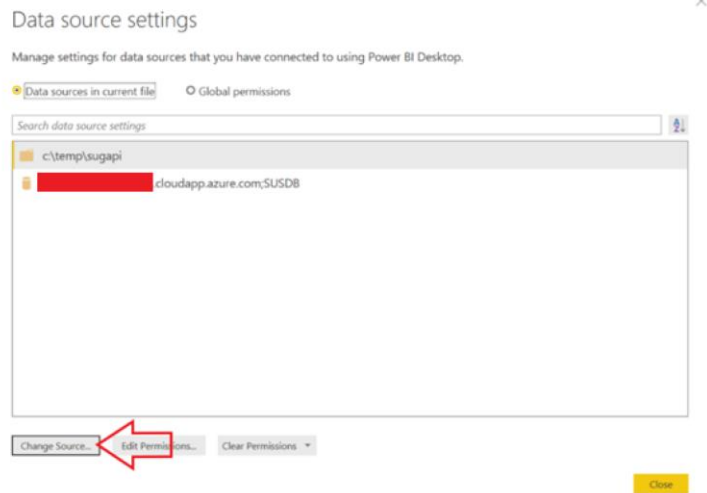 Data source settings
Manage settings for data sources that you have connected to using Power BI Desktop.
Data sources in current file
Global permissions
Search data source settings
c:\temp\sugapi
.cloudapp.azure.com;SUSDB
Change Source...
Edit Permissions...
Clear Permissions
Close